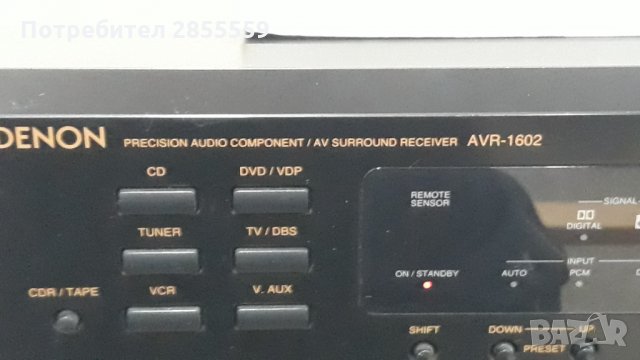 Потребител 2855559
DENON PRECISION AUDIO COMPONENT / AV SURROUND RECEIVER AVR-1602
CD DVD / VDP
REMOTE SENSOR
SIGNAL
DIGITAL
TUNER TV / DBS
ON / STANDBY AUTO INPUT PCM
CDR / TAPE VCR V. AUX
SHIFT DOWN PRESET UP
BAZAR